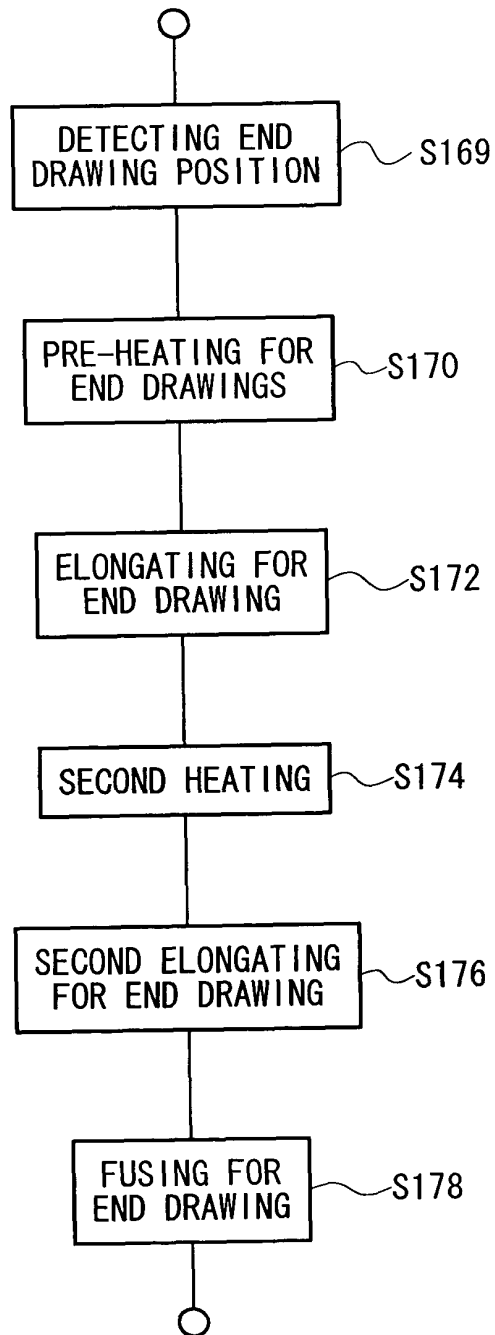 DETECTING END
DRAWING POSITION
S169
PRE-HEATING FOR
END DRAWINGS
S170
ELONGATING FOR
END DRAWING
S172
SECOND HEATING
S174
SECOND ELONGATING
FOR END DRAWING
S176
FUSING FOR
END DRAWING
S178